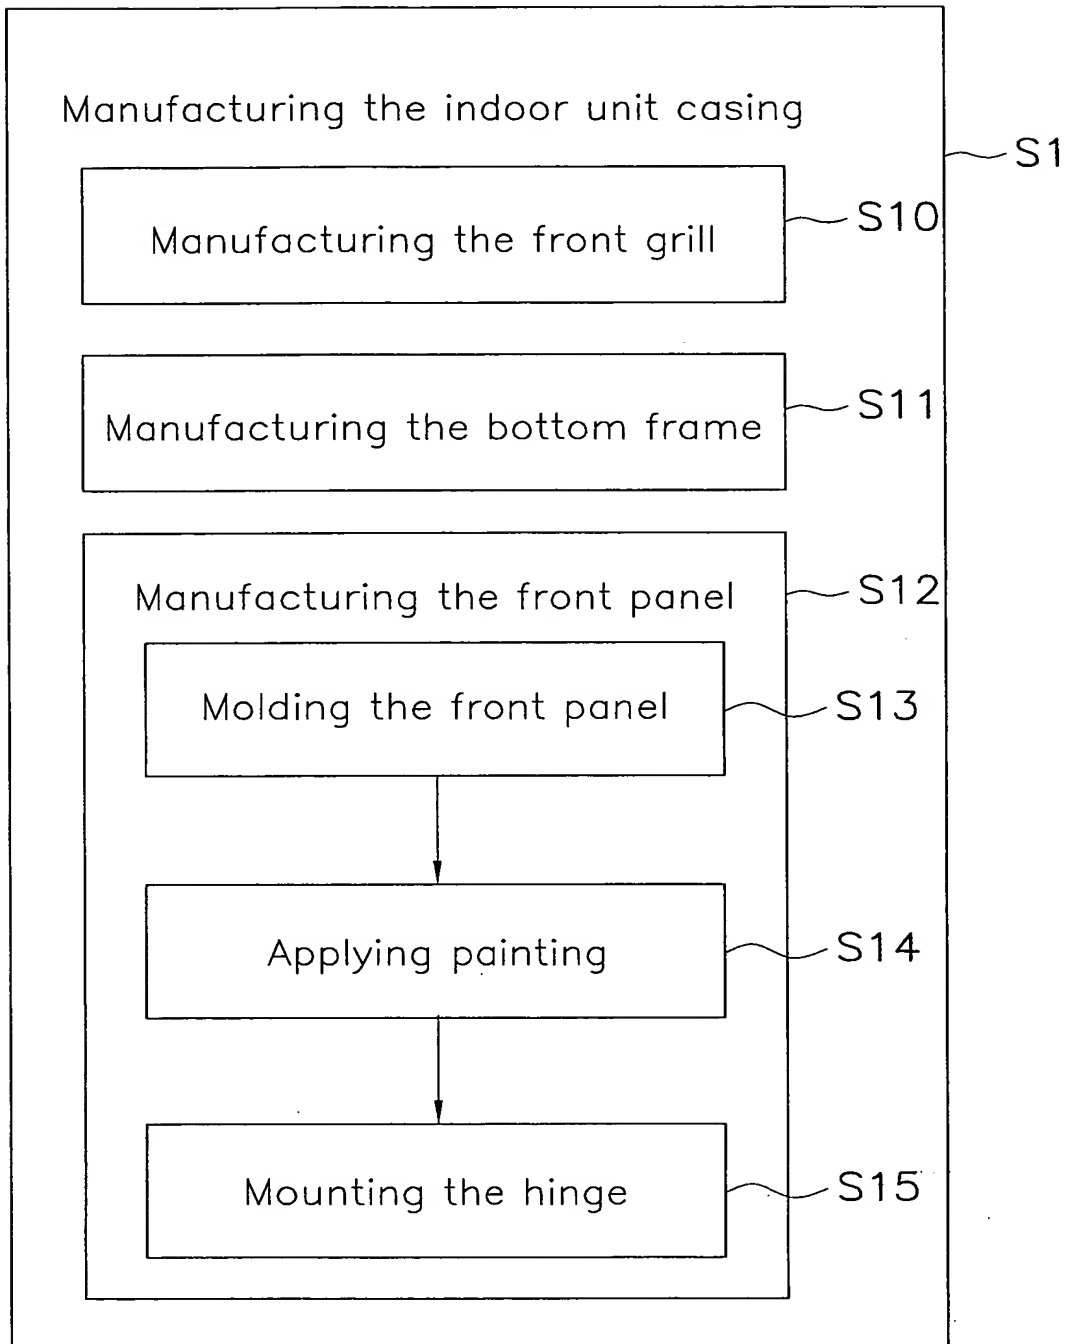 Manufacturing the indoor unit casing
S1
Manufacturing the front grill
S10
Manufacturing the bottom frame
S11
Manufacturing the front panel
S12
Molding the front panel
S13
Applying painting
S14
Mounting the hinge
S15